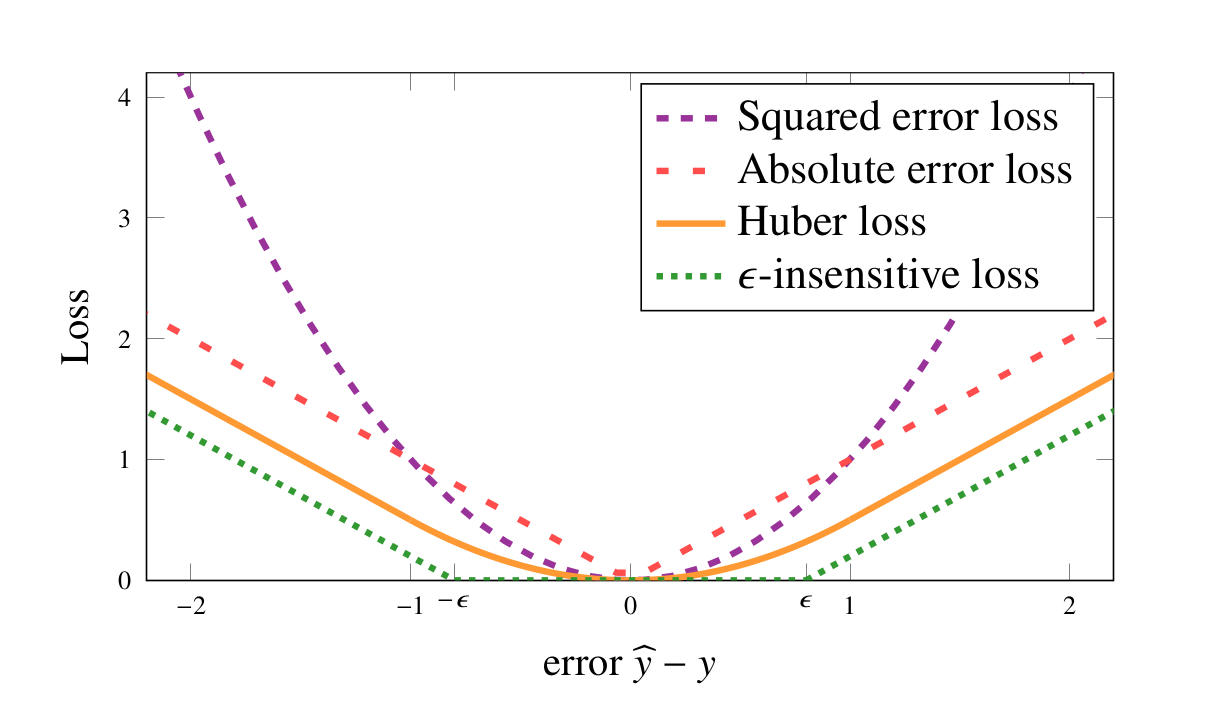 4
3
2
1
0
Loss
Squared error loss
Absolute error loss
Huber loss
ϵ-insensitive loss
−2 −1 −ϵ 0 ϵ 1 2
error ŷ − y